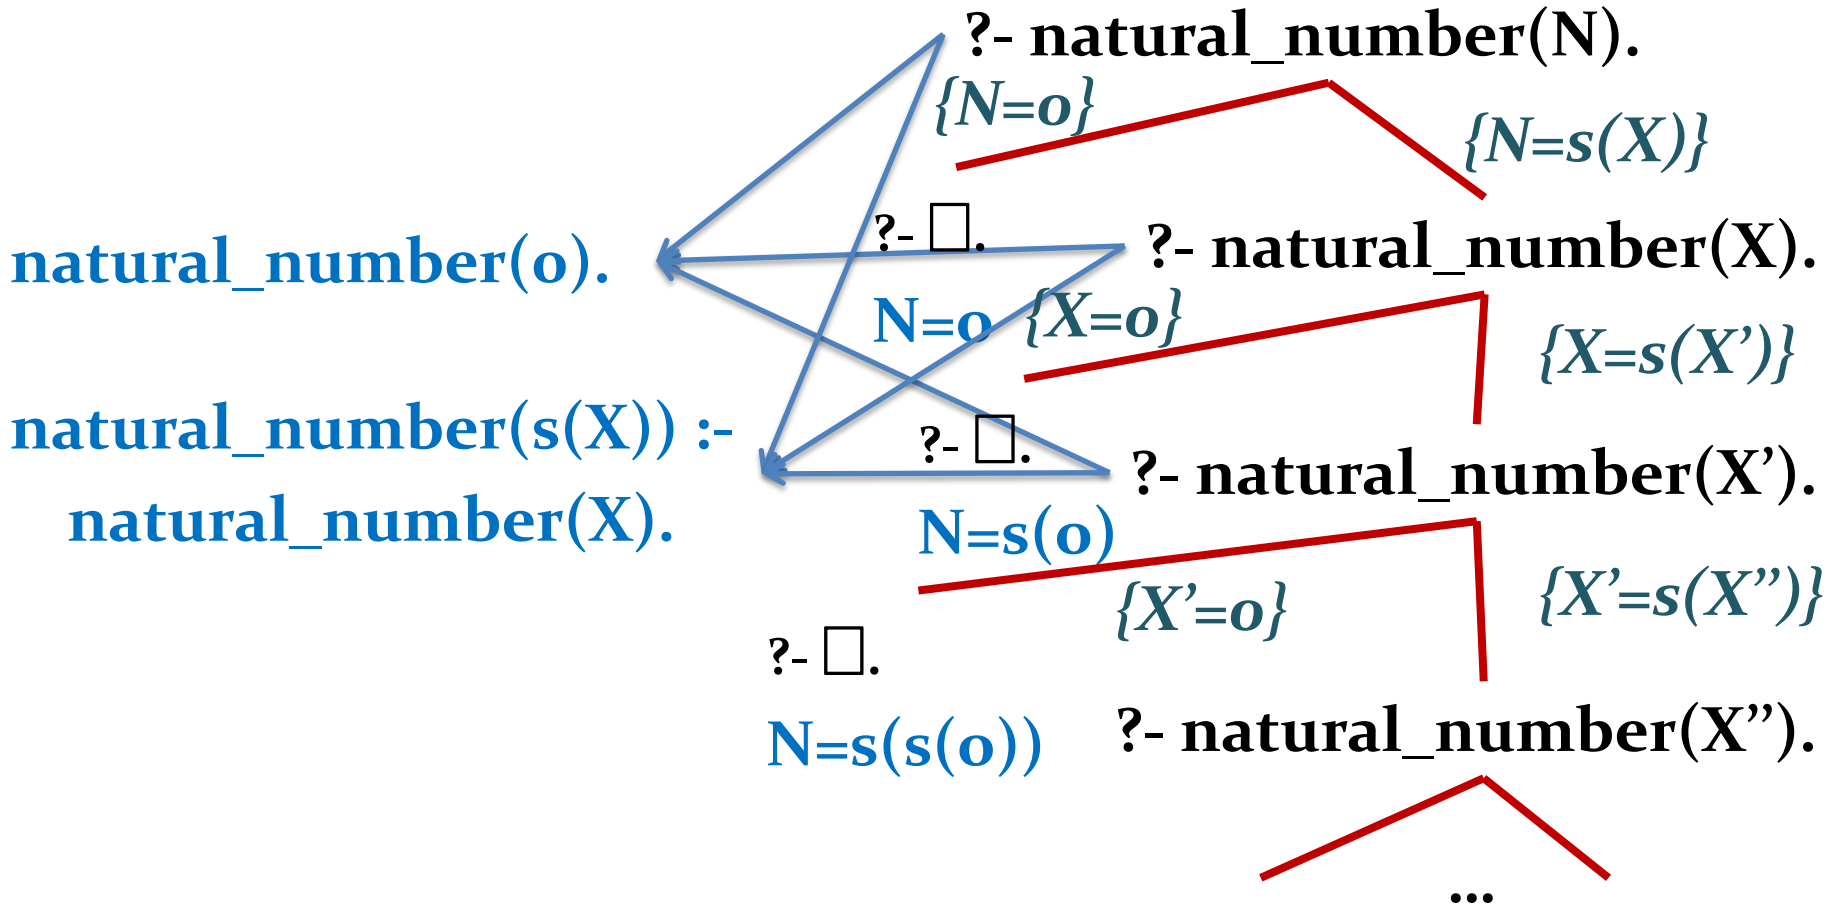 ?- natural_number(N).
{N=o}
{N=s(X)}
?- □.
?- natural_number(X).
natural_number(o).
N=o
{X=o}
{X=s(X’)}
natural_number(s(X)) :-
?- □.
?- natural_number(X’).
natural_number(X).
N=s(o)
{X’=o}
{X’=s(X’’)}
?- □.
N=s(s(o))
?- natural_number(X’’).
...